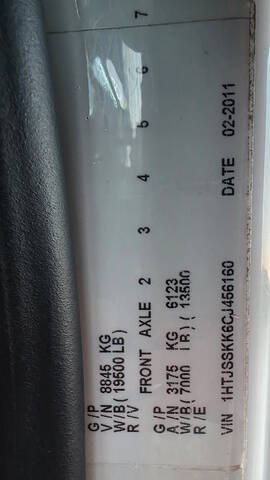 G/P
V/N 8845 KG
W/B(19500 LB)
R/V
FRONT AXLE 2 3 4 5 6 7
G/P
A/N 3175 KG 6123
W/B(7000 LB)(13500
R/E
VIN 1HTJSSKK6CJ456160 DATE 02-2011